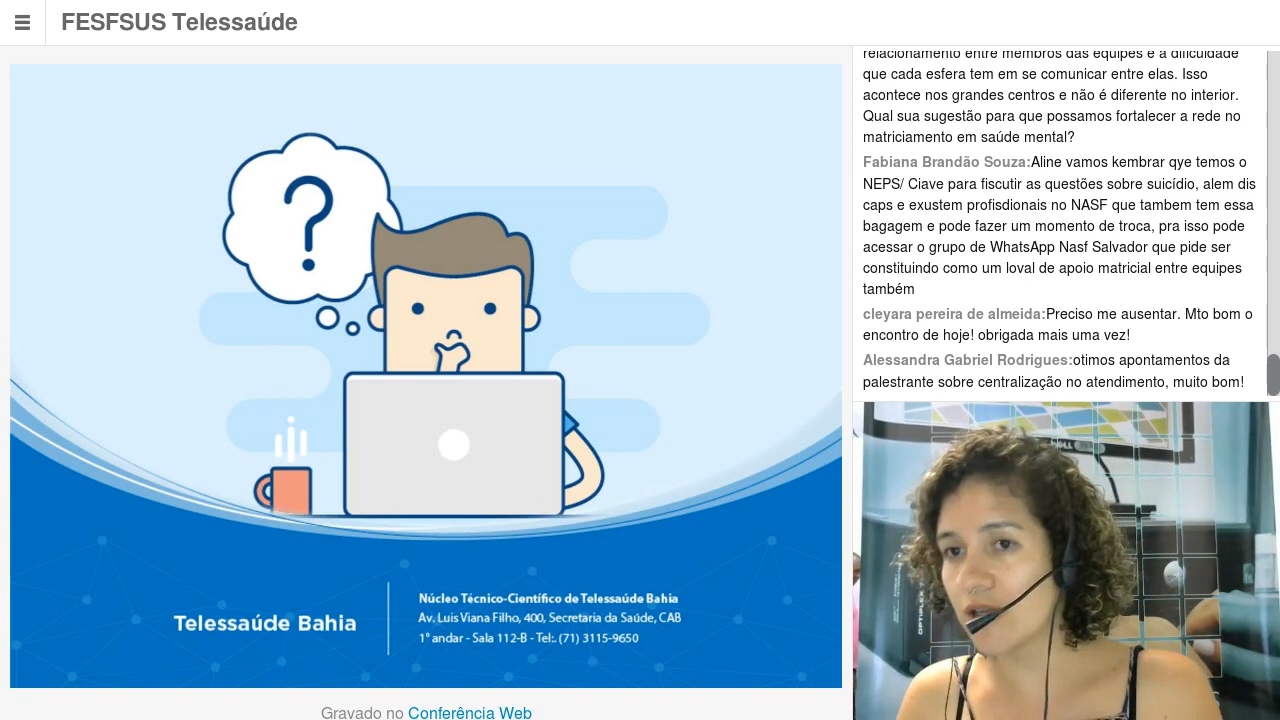 FESFSUS Telessaúde
?
Telessaúde Bahia
Núcleo Técnico-Científico de Telessaúde Bahia
Av. Luis Viana Filho, 400, Secretaria da Saúde, CAB
1º andar - Sala 112-B - Tel:. (71) 3115-9650
Gravado no Conferência Web
relacionamento entre membros das equipes e a dificuldade
que cada esfera tem em se comunicar entre elas. Isso
acontece nos grandes centros e não é diferente no interior.
Qual sua sugestão para que possamos fortalecer a rede no
matriciamento em saúde mental?
Fabiana Brandão Souza:Aline vamos kembrar qye temos o
NEPS/ Ciave para fiscutir as questões sobre suicídio, alem dis
caps e exustem profisdionais no NASF que tambem tem essa
bagagem e pode fazer um momento de troca, pra isso pode
acessar o grupo de WhatsApp Nasf Salvador que pide ser
constituindo como um loval de apoio matricial entre equipes
também
cleyara pereira de almeida:Preciso me ausentar. Mto bom o
encontro de hoje! obrigada mais uma vez!
Alessandra Gabriel Rodrigues:otimos apontamentos da
palestrante sobre centralização no atendimento, muito bom!
DELL
OPTIPLEX